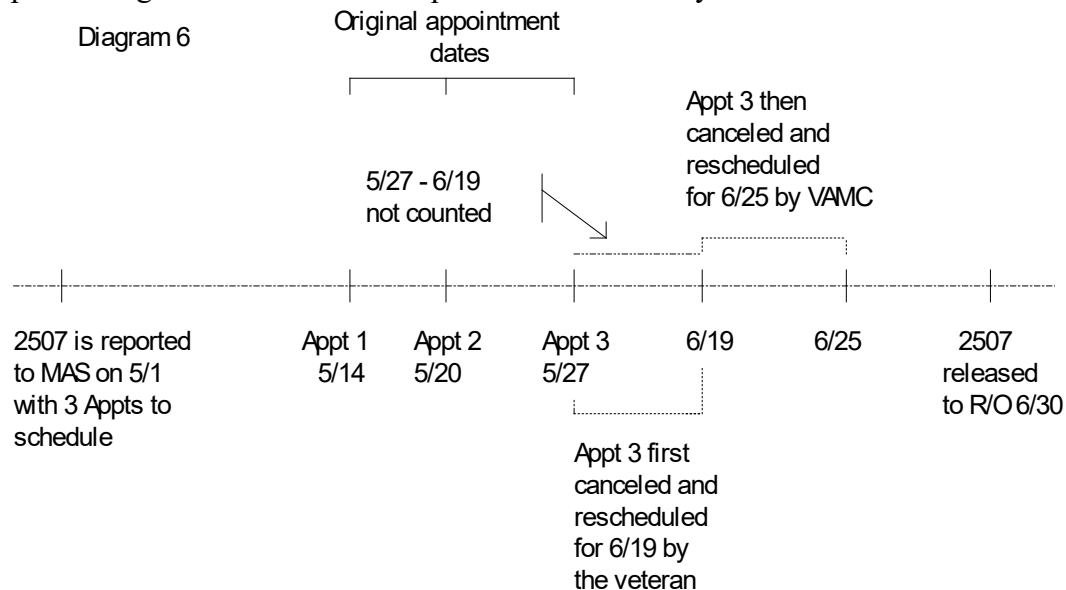 Diagram 6
Original appointment
dates
Appt 3 then
canceled and
rescheduled
for 6/25 by VAMC
5/27 - 6/19
not counted
2507 is reported
to MAS on 5/1
with 3 Appts to
schedule
Appt 1
5/14
Appt 2
5/20
Appt 3
5/27
6/19
6/25
2507
released
to R/O 6/30
Appt 3 first
canceled and
rescheduled
for 6/19 by
the veteran